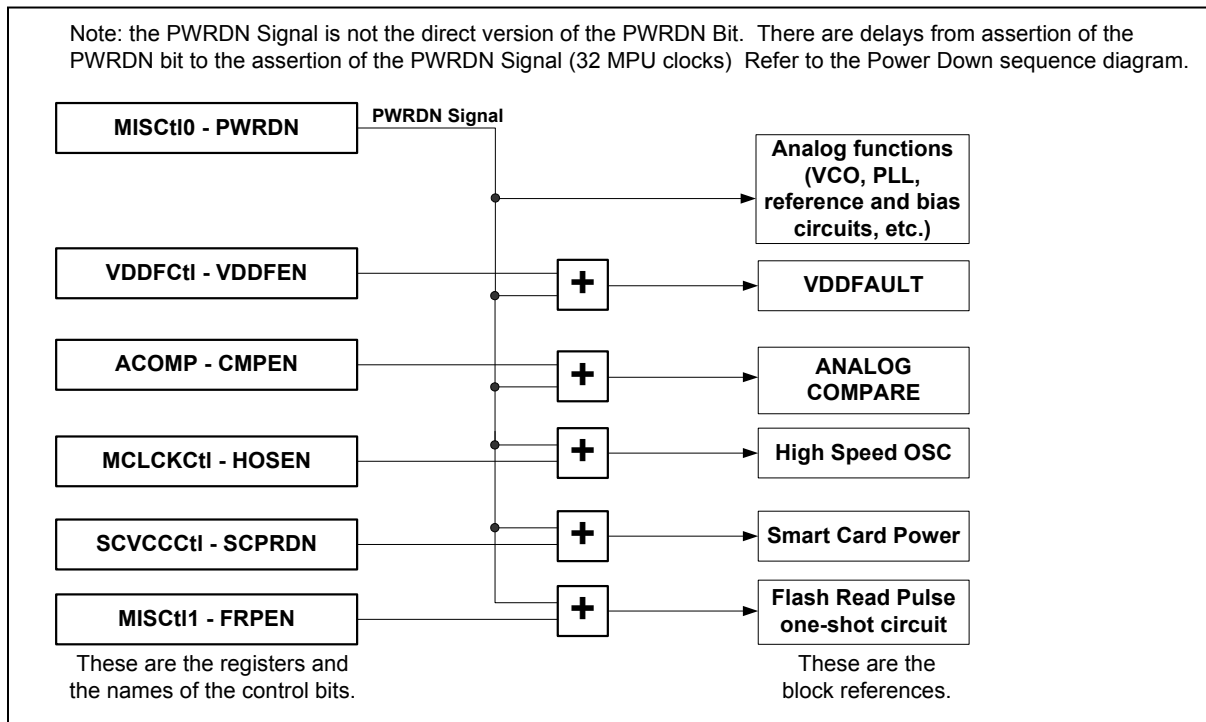 Note: the PWRDN Signal is not the direct version of the PWRDN Bit. There are delays from assertion of the
PWRDN bit to the assertion of the PWRDN Signal (32 MPU clocks) Refer to the Power Down sequence diagram.
MISCtl0 - PWRDN
PWRDN Signal
Analog functions
(VCO, PLL,
reference and bias
circuits, etc.)
VDDFCtl - VDDFEN
+
VDDFAULT
ACOMP - CMPEN
+
ANALOG
COMPARE
MCLCKCtl - HOSEN
+
High Speed OSC
SCVCCCtl - SCPRDN
+
Smart Card Power
MISCtl1 - FRPEN
+
Flash Read Pulse
one-shot circuit
These are the registers and
the names of the control bits.
These are the
block references.